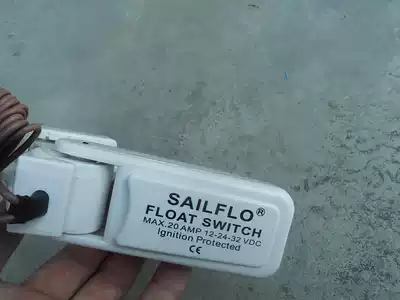 SAILFLO®
FLOAT SWITCH
MAX.20 AMP 12-24-32 VDC
Ignition Protected
CE